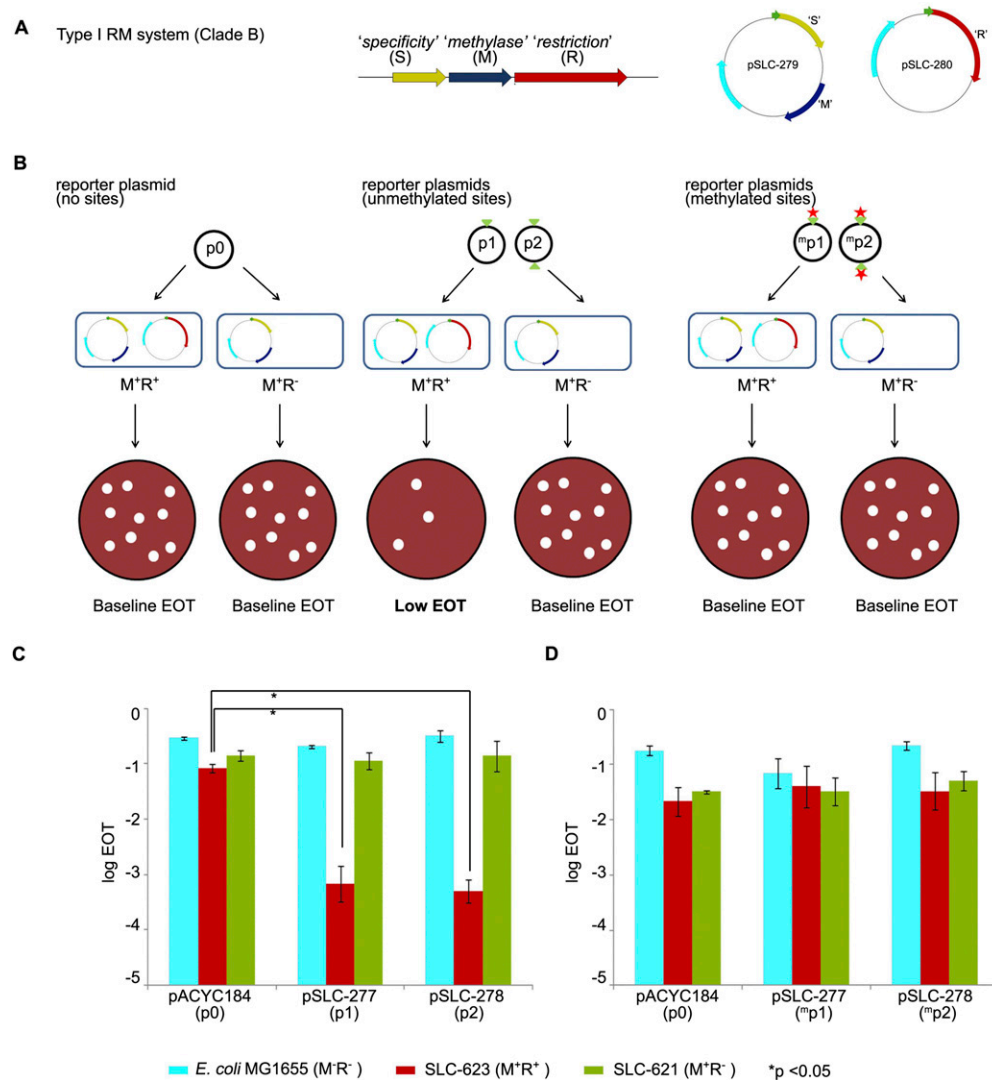 A
Type I RM system (Clade B)
'specificity' 'methylase' 'restriction'
(S) (M) (R)
'S'
pSLC-279
'M'
'R'
pSLC-280
B
reporter plasmid
(no sites)
reporter plasmids
(unmethylated sites)
reporter plasmids
(methylated sites)
p0
p1
p2
ᵐp1
ᵐp2
M⁺R⁺
M⁺R⁻
M⁺R⁺
M⁺R⁻
M⁺R⁺
M⁺R⁻
Baseline EOT
Baseline EOT
Low EOT
Baseline EOT
Baseline EOT
Baseline EOT
C
log EOT
0
-1
-2
-3
-4
-5
*
*
pACYC184
(p0)
pSLC-277
(p1)
pSLC-278
(p2)
D
log EOT
0
-1
-2
-3
-4
-5
pACYC184
(p0)
pSLC-277
(ᵐp1)
pSLC-278
(ᵐp2)
E. coli MG1655 (M⁻R⁻)
SLC-623 (M⁺R⁺)
SLC-621 (M⁺R⁻)
*p <0.05